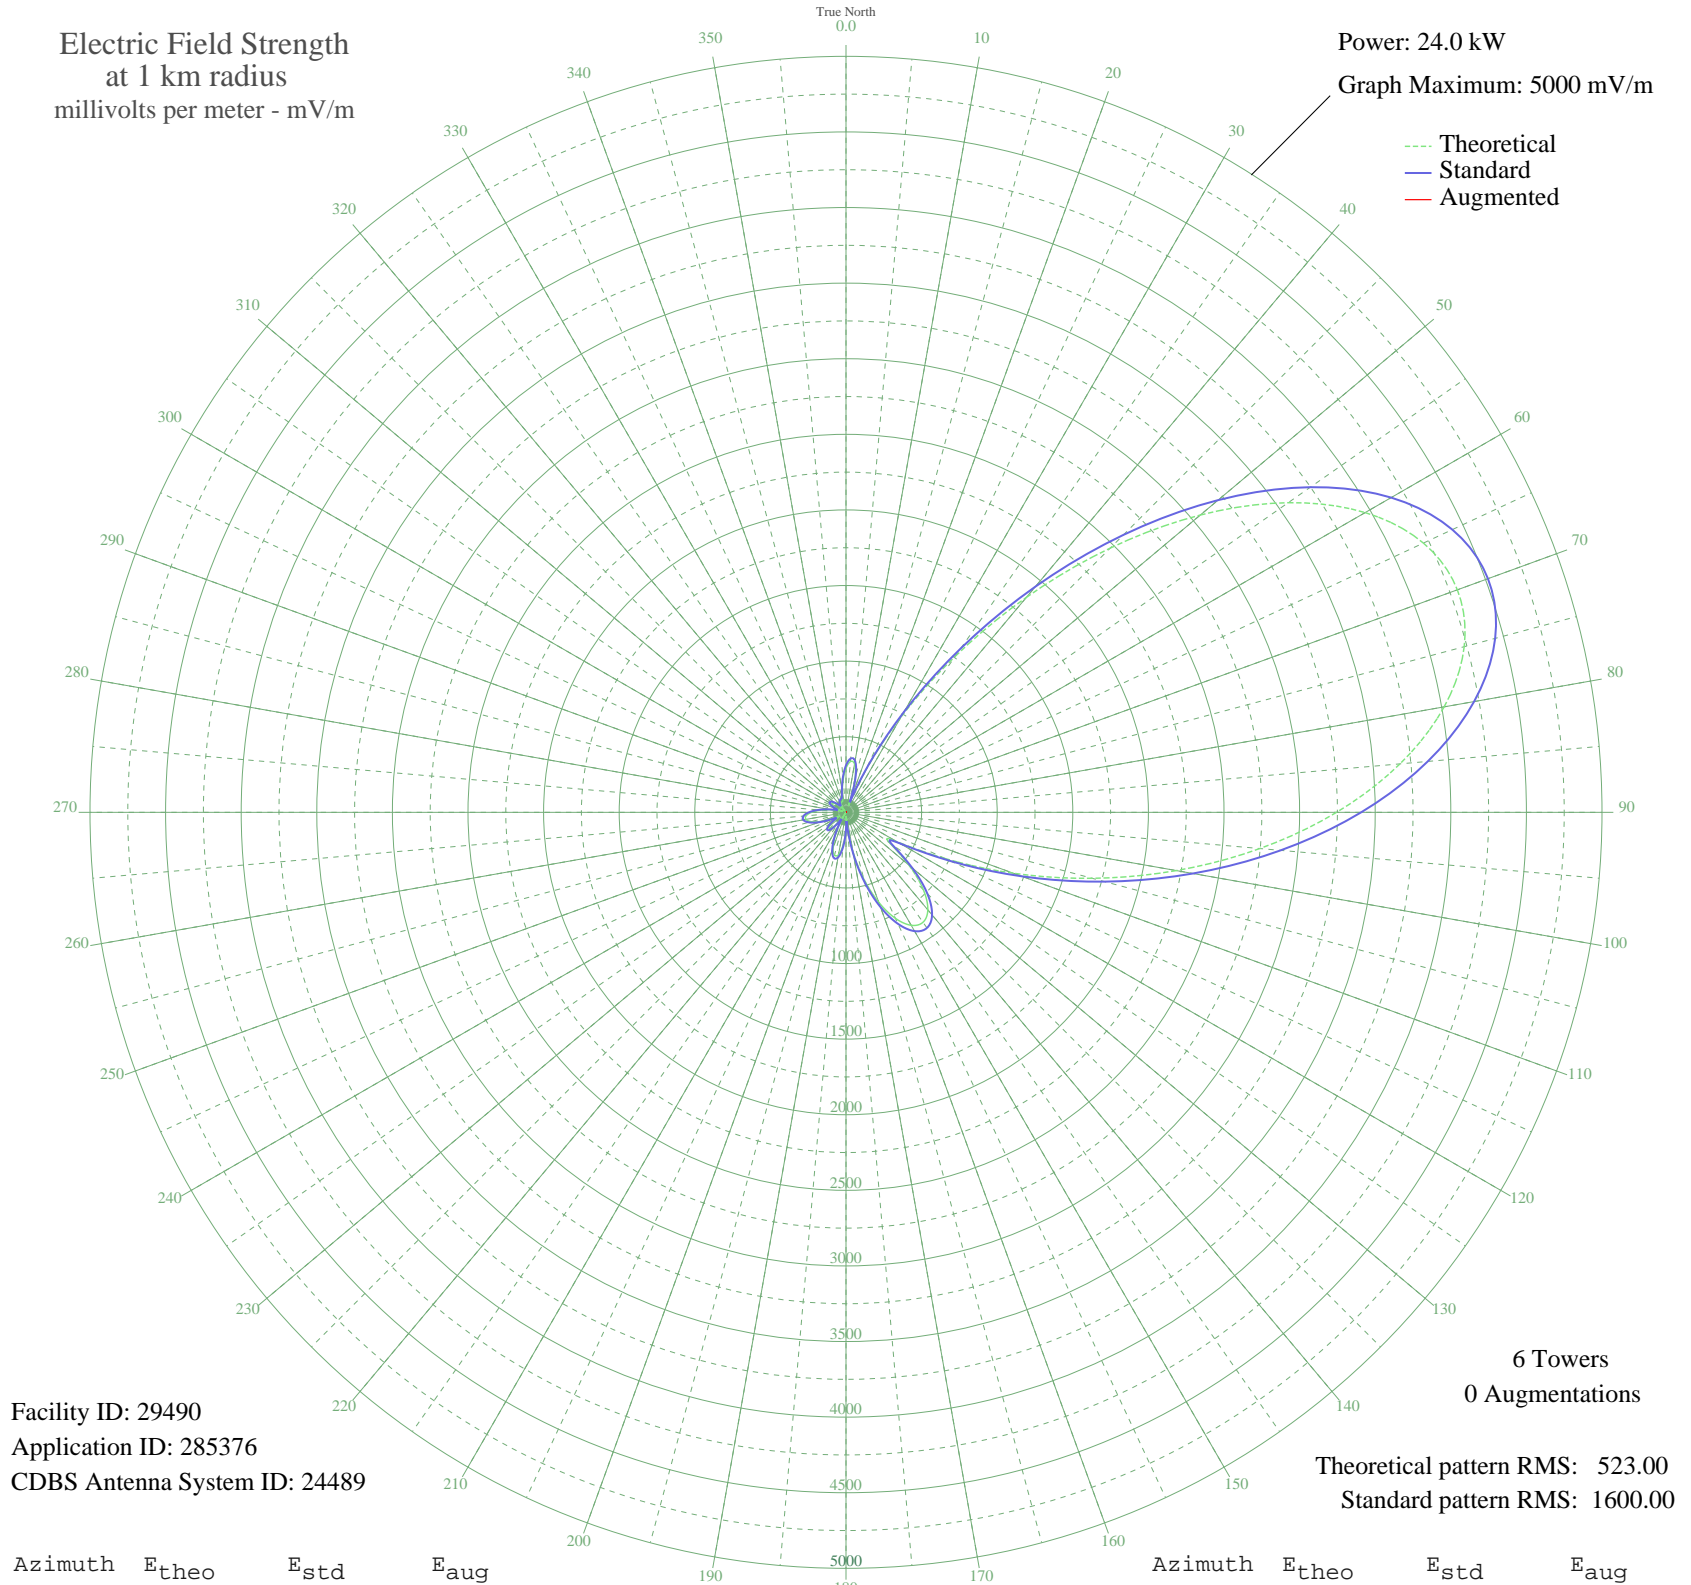 True North
Electric Field Strength
at 1 km radius
millivolts per meter - mV/m
Power: 24.0 kW
Graph Maximum: 5000 mV/m
Theoretical
Standard
Augmented
0.0
10
20
30
40
50
60
70
80
90
100
110
120
130
140
150
160
170
190
200
210
220
230
240
250
260
270
280
290
300
310
320
330
340
350
1000
1500
2000
2500
3000
3500
4000
4500
5000
6 Towers
0 Augmentations
Facility ID: 29490
Application ID: 285376
CDBS Antenna System ID: 24489
Theoretical pattern RMS: 523.00
Standard pattern RMS: 1600.00
Azimuth Etheo Estd Eaug Azimuth Etheo Estd Eaug